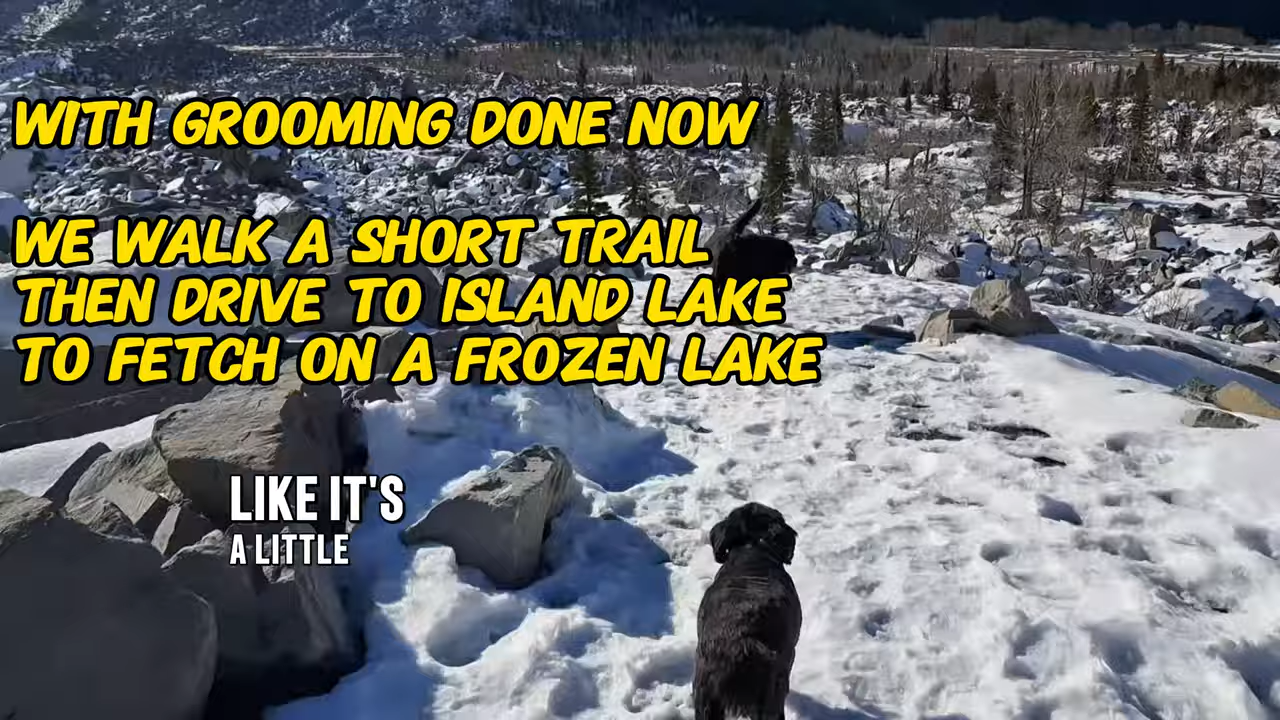 WITH GROOMING DONE NOW
WE WALK A SHORT TRAIL
THEN DRIVE TO ISLAND LAKE
TO FETCH ON A FROZEN LAKE
LIKE IT'S
A LITTLE